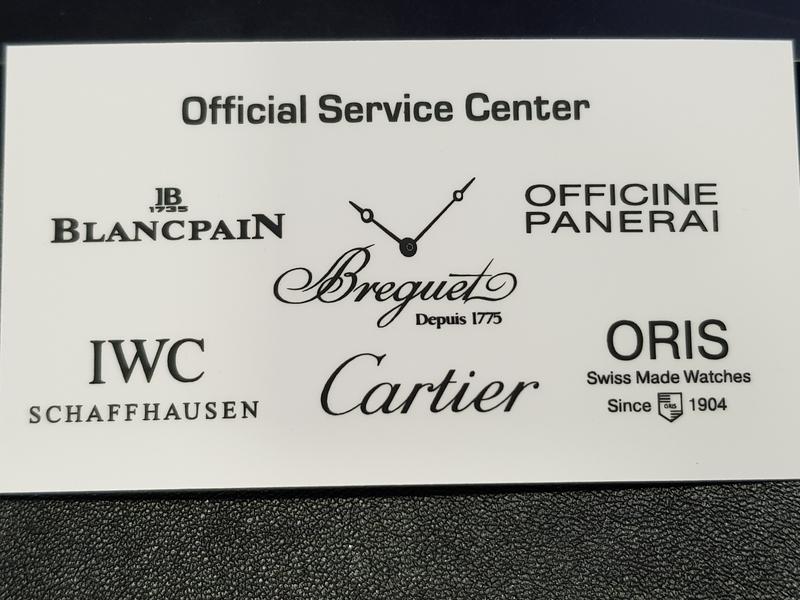 Official Service Center
JB
1735
BLANCPAIN
OFFICINE
PANERAI
Breguet
Depuis 1775
IWC
SCHAFFHAUSEN
Cartier
ORIS
Swiss Made Watches
Since ORIS 1904